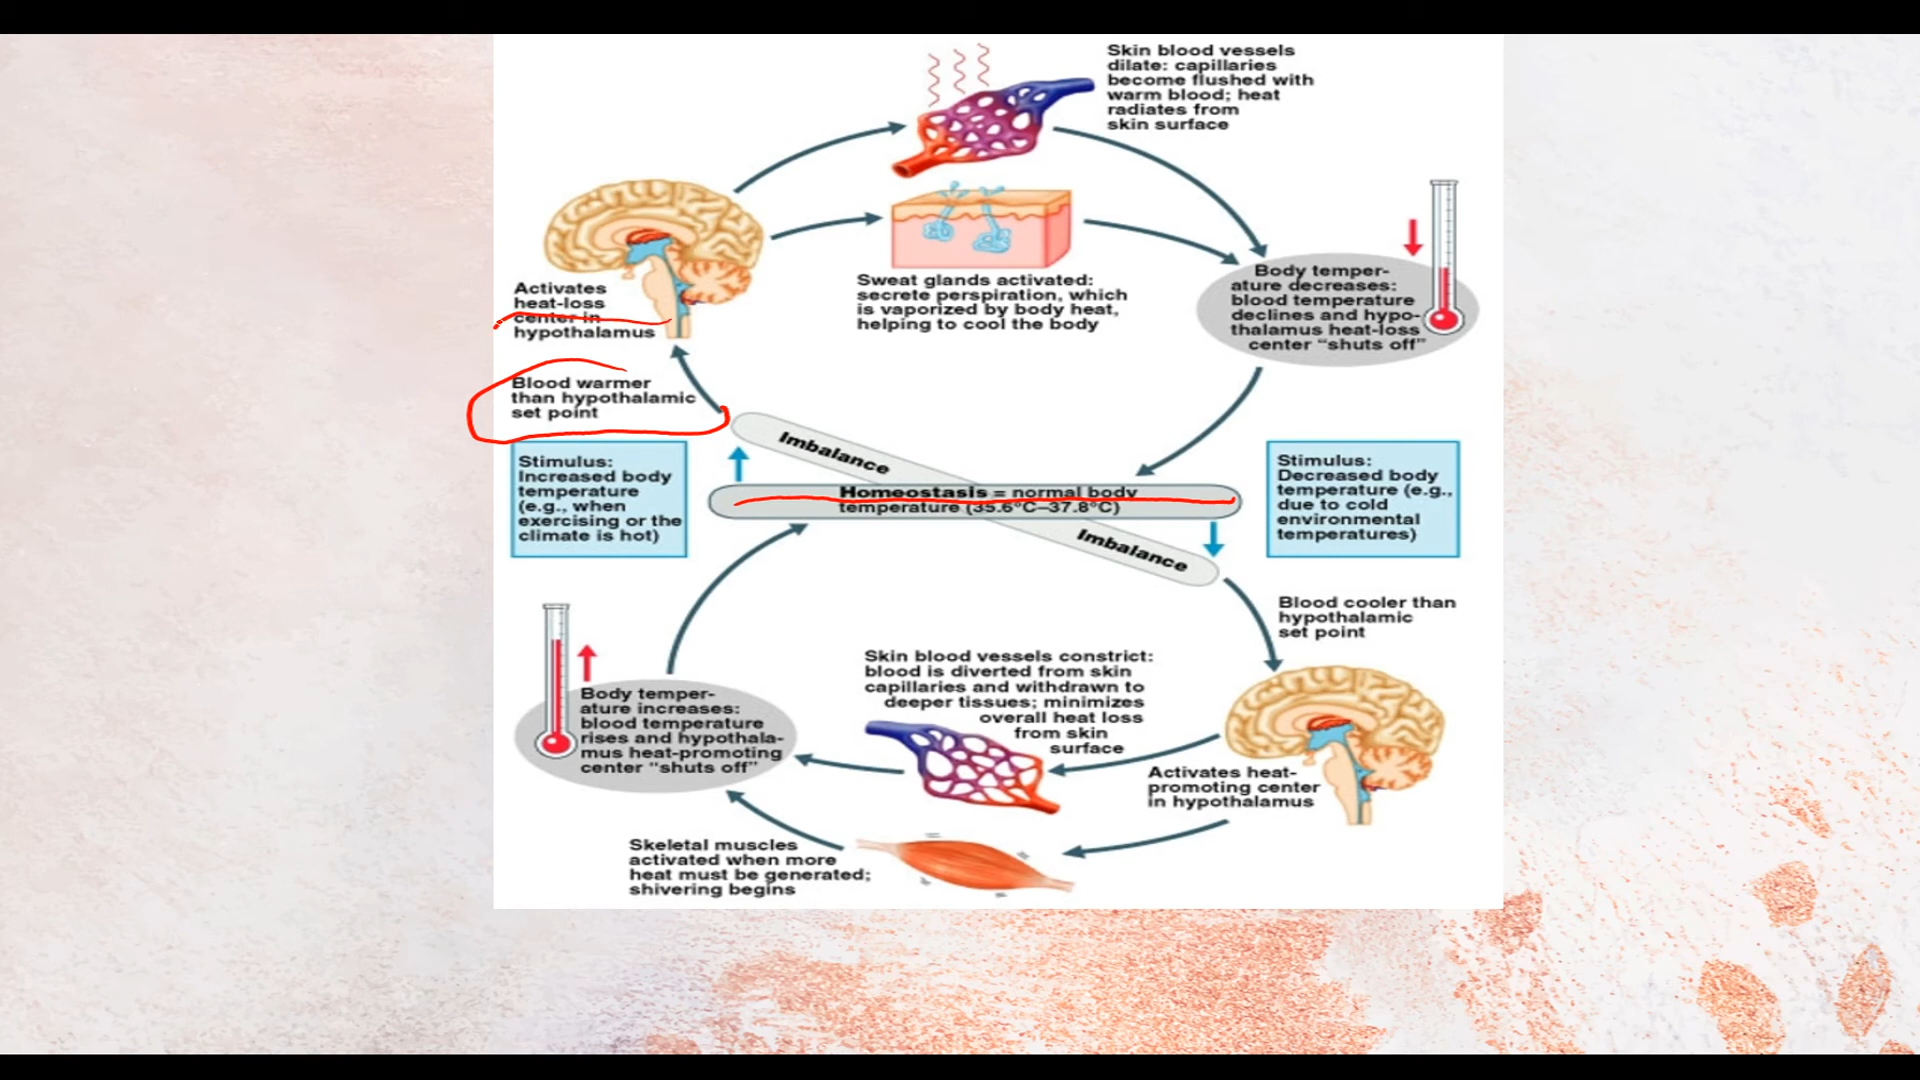 Skin blood vessels
dilate: capillaries
become flushed with
warm blood; heat
radiates from
skin surface
Activates
heat-loss
center in
hypothalamus
Sweat glands activated:
secrete perspiration, which
is vaporized by body heat,
helping to cool the body
Body temper-
ature decreases:
blood temperature
declines and hypo-
thalamus heat-loss
center “shuts off”
Blood warmer
than hypothalamic
set point
Imbalance
Stimulus:
Increased body
temperature
(e.g., when
exercising or the
climate is hot)
Homeostasis = normal body
temperature (35.6°C–37.8°C)
Stimulus:
Decreased body
temperature (e.g.,
due to cold
environmental
temperatures)
Imbalance
Blood cooler than
hypothalamic
set point
Skin blood vessels constrict:
blood is diverted from skin
capillaries and withdrawn to
deeper tissues; minimizes
overall heat loss
from skin
surface
Body temper-
ature increases:
blood temperature
rises and hypothala-
mus heat-promoting
center “shuts off”
Activates heat-
promoting center
in hypothalamus
Skeletal muscles
activated when more
heat must be generated;
shivering begins